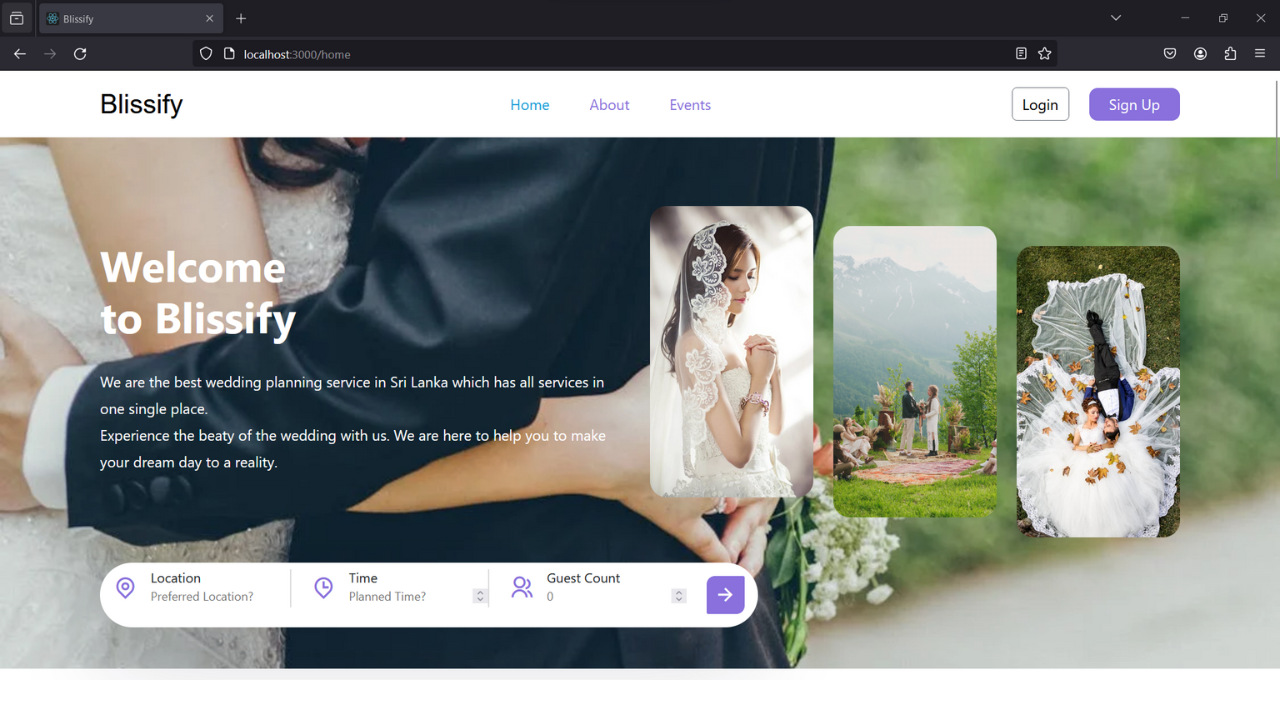 Blissify
localhost:3000/home
Blissify
Home
About
Events
Login
Sign Up
Welcome
to Blissify
We are the best wedding planning service in Sri Lanka which has all services in
one single place.
Experience the beaty of the wedding with us. We are here to help you to make
your dream day to a reality.
Location
Preferred Location?
Time
Planned Time?
Guest Count
0